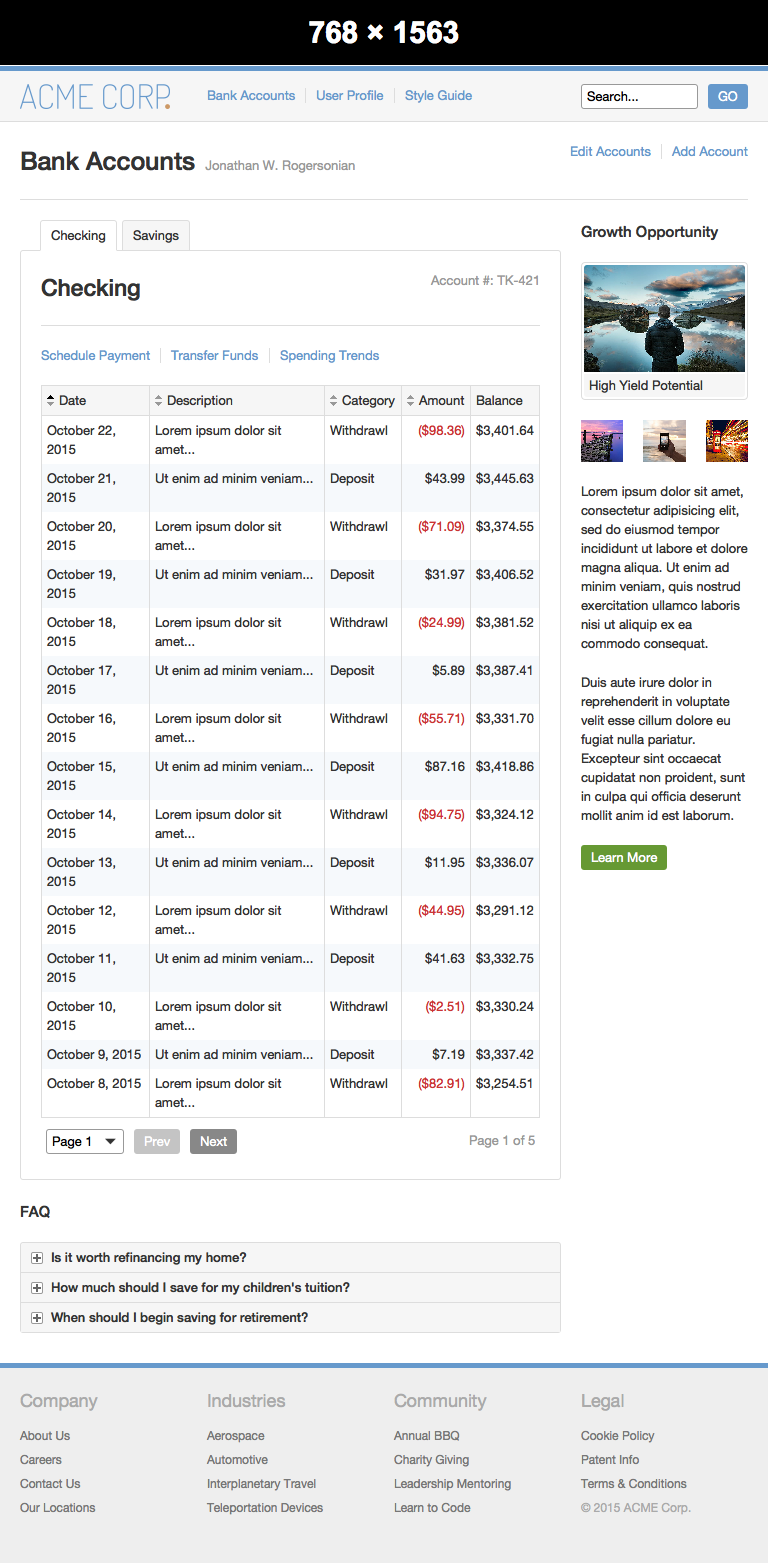 768 × 1563
ACME CORP.
Bank Accounts
User Profile
Style Guide
Search...
GO
Bank Accounts Jonathan W. Rogersonian
Edit Accounts
Add Account
Checking
Savings
Checking
Account #: TK-421
Schedule Payment
Transfer Funds
Spending Trends
Date Description Category Amount Balance
October 22, Lorem ipsum dolor sit Withdrawl ($98.36) $3,401.64
2015 amet...
October 21, Ut enim ad minim veniam... Deposit $43.99 $3,445.63
2015
October 20, Lorem ipsum dolor sit Withdrawl ($71.09) $3,374.55
2015 amet...
October 19, Ut enim ad minim veniam... Deposit $31.97 $3,406.52
2015
October 18, Lorem ipsum dolor sit Withdrawl ($24.99) $3,381.52
2015 amet...
October 17, Ut enim ad minim veniam... Deposit $5.89 $3,387.41
2015
October 16, Lorem ipsum dolor sit Withdrawl ($55.71) $3,331.70
2015 amet...
October 15, Ut enim ad minim veniam... Deposit $87.16 $3,418.86
2015
October 14, Lorem ipsum dolor sit Withdrawl ($94.75) $3,324.12
2015 amet...
October 13, Ut enim ad minim veniam... Deposit $11.95 $3,336.07
2015
October 12, Lorem ipsum dolor sit Withdrawl ($44.95) $3,291.12
2015 amet...
October 11, Ut enim ad minim veniam... Deposit $41.63 $3,332.75
2015
October 10, Lorem ipsum dolor sit Withdrawl ($2.51) $3,330.24
2015 amet...
October 9, 2015 Ut enim ad minim veniam... Deposit $7.19 $3,337.42
October 8, 2015 Lorem ipsum dolor sit Withdrawl ($82.91) $3,254.51
amet...
Page 1
Prev
Next
Page 1 of 5
Growth Opportunity
High Yield Potential
Lorem ipsum dolor sit amet,
consectetur adipisicing elit,
sed do eiusmod tempor
incididunt ut labore et dolore
magna aliqua. Ut enim ad
minim veniam, quis nostrud
exercitation ullamco laboris
nisi ut aliquip ex ea
commodo consequat.
Duis aute irure dolor in
reprehenderit in voluptate
velit esse cillum dolore eu
fugiat nulla pariatur.
Excepteur sint occaecat
cupidatat non proident, sunt
in culpa qui officia deserunt
mollit anim id est laborum.
Learn More
FAQ
Is it worth refinancing my home?
How much should I save for my children's tuition?
When should I begin saving for retirement?
Company
About Us
Careers
Contact Us
Our Locations
Industries
Aerospace
Automotive
Interplanetary Travel
Teleportation Devices
Community
Annual BBQ
Charity Giving
Leadership Mentoring
Learn to Code
Legal
Cookie Policy
Patent Info
Terms & Conditions
© 2015 ACME Corp.